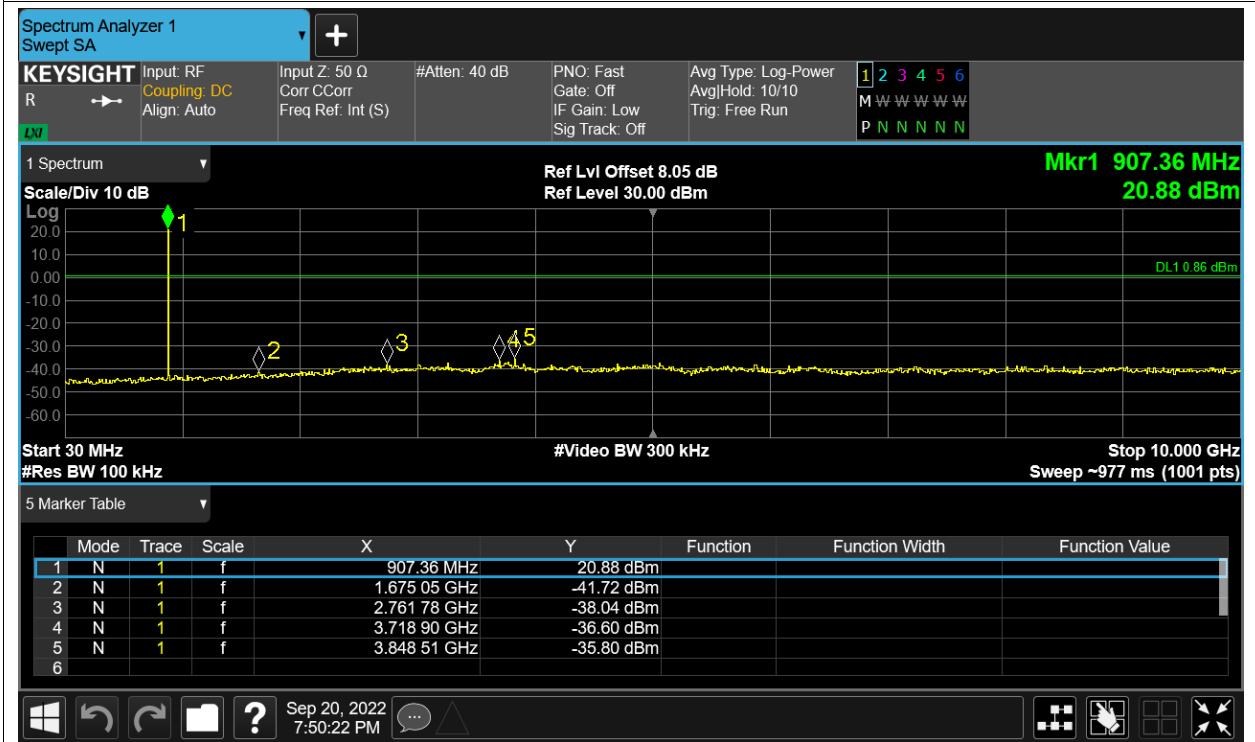 Spectrum Analyzer 1
Swept SA
+
KEYSIGHT Input: RF Input Z: 50 Ω #Atten: 40 dB PNO: Fast Avg Type: Log-Power 1 2 3 4 5 6
R Coupling: DC Corr CCorr Gate: Off Avg|Hold: 10/10 M W W W W W
Align: Auto Freq Ref: Int (S) IF Gain: Low Trig: Free Run
LXI Sig Track: Off P N N N N N
1 Spectrum Ref Lvl Offset 8.05 dB Mkr1 907.36 MHz
Scale/Div 10 dB Ref Level 30.00 dBm 20.88 dBm
Log
1
20.0
10.0
DL1 0.86 dBm
0.00
-10.0
-20.0
2 3 4 5
-30.0
-40.0
-50.0
-60.0
Start 30 MHz #Video BW 300 kHz Stop 10.000 GHz
#Res BW 100 kHz Sweep ~977 ms (1001 pts)
5 Marker Table
Mode Trace Scale X Y Function Function Width Function Value
1 N 1 f 907.36 MHz 20.88 dBm
2 N 1 f 1.675 05 GHz -41.72 dBm
3 N 1 f 2.761 78 GHz -38.04 dBm
4 N 1 f 3.718 90 GHz -36.60 dBm
5 N 1 f 3.848 51 GHz -35.80 dBm
6
? Sep 20, 2022
7:50:22 PM